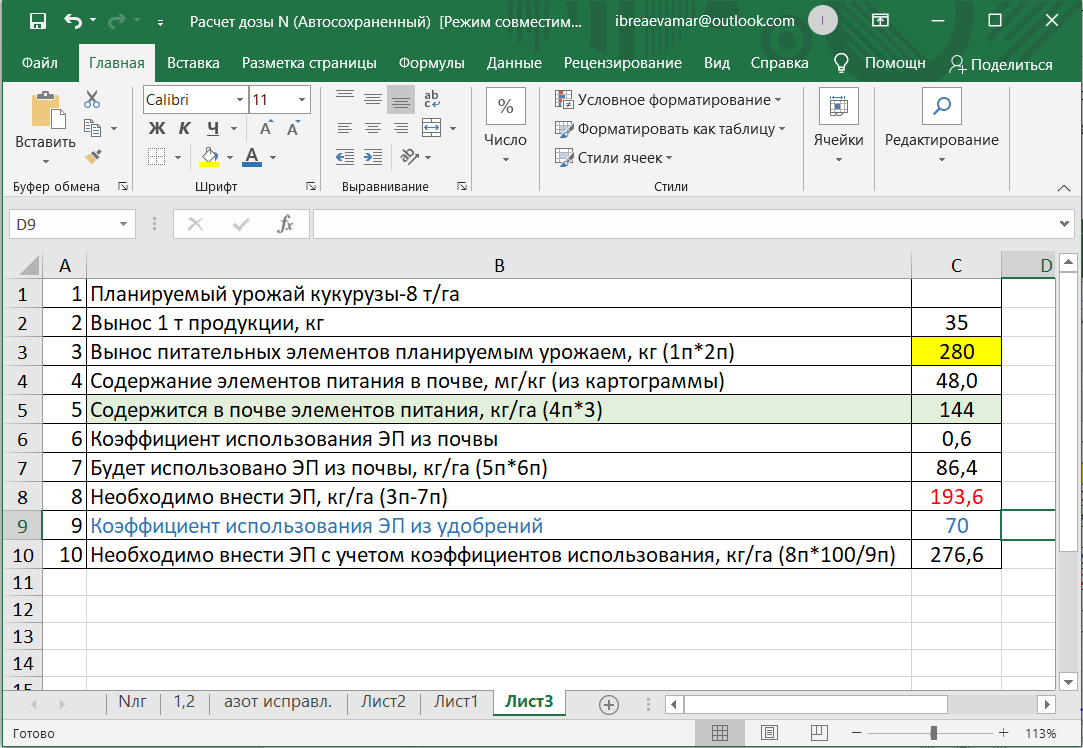 Расчет дозы N (Автосохраненный) [Режим совместим...
ibreaevamar@outlook.com
I
Файл Главная Вставка Разметка страницы Формулы Данные Рецензирование Вид Справка Помощн Поделиться
Вставить
Буфер обмена
Calibri 11
Ж К Ч А А
А
Шрифт
ab
Выравнивание
%
Число
Условное форматирование
Форматировать как таблицу
Стили ячеек
Стили
Ячейки
Редактирование
D9 fx
A B C D
1 1 Планируемый урожай кукурузы-8 т/га
2 2 Вынос 1 т продукции, кг 35
3 3 Вынос питательных элементов планируемым урожаем, кг (1п*2п) 280
4 4 Содержание элементов питания в почве, мг/кг (из картограммы) 48,0
5 5 Содержится в почве элементов питания, кг/га (4п*3) 144
6 6 Коэффициент использования ЭП из почвы 0,6
7 7 Будет использовано ЭП из почвы, кг/га (5п*6п) 86,4
8 8 Необходимо внести ЭП, кг/га (3п-7п) 193,6
9 9 Коэффициент использования ЭП из удобрений 70
10 10 Необходимо внести ЭП с учетом коэффициентов использования, кг/га (8п*100/9п) 276,6
11
12
13
14
15
Nлг 1,2 азот исправл. Лист2 Лист1 Лист3
Готово 113%